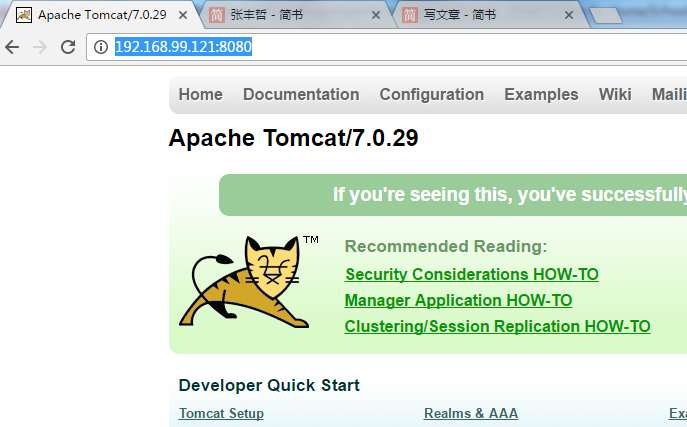 Apache Tomcat/7.0.29 简 张丰哲 - 简书 简 写文章 - 简书
192.168.99.121:8080
Home Documentation Configuration Examples Wiki Maili
Apache Tomcat/7.0.29
If you're seeing this, you've successfully
TM
Recommended Reading:
Security Considerations HOW-TO
Manager Application HOW-TO
Clustering/Session Replication HOW-TO
Developer Quick Start
Tomcat Setup Realms & AAA Exa